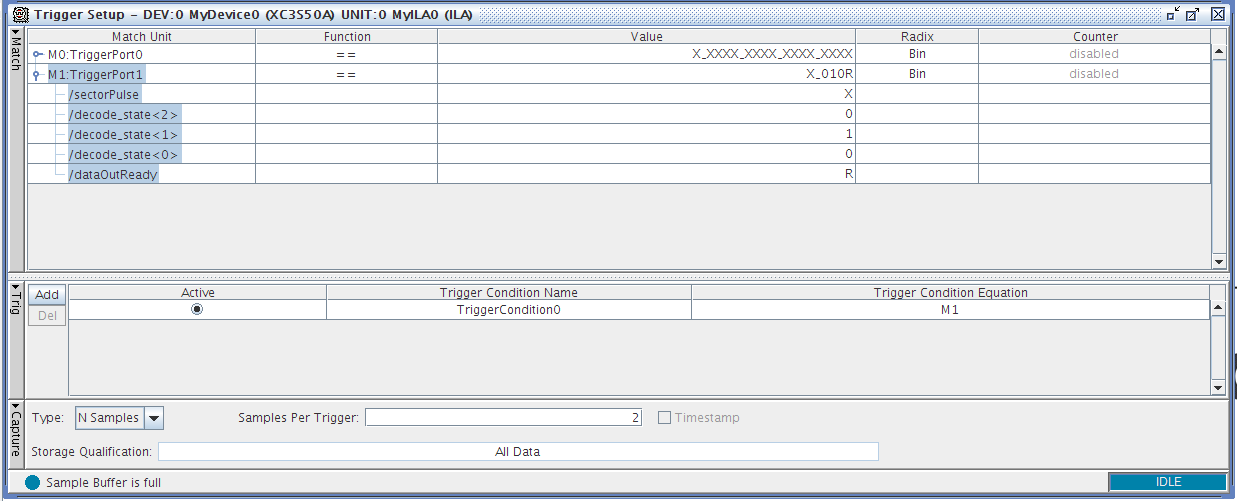 Trigger Setup - DEV:0 MyDevice0 (XC3S50A) UNIT:0 MyILA0 (ILA)
Match
Match Unit Function Value Radix Counter
M0:TriggerPort0 == X_XXXX_XXXX_XXXX_XXXX Bin disabled
M1:TriggerPort1 == X_010R Bin disabled
/sectorPulse X
/decode_state<2> 0
/decode_state<1> 1
/decode_state<0> 0
/dataOutReady R
Trig
Add Active Trigger Condition Name Trigger Condition Equation
Del TriggerCondition0 M1
Capture
Type: N Samples Samples Per Trigger: 2 Timestamp
Storage Qualification: All Data
Sample Buffer is full IDLE